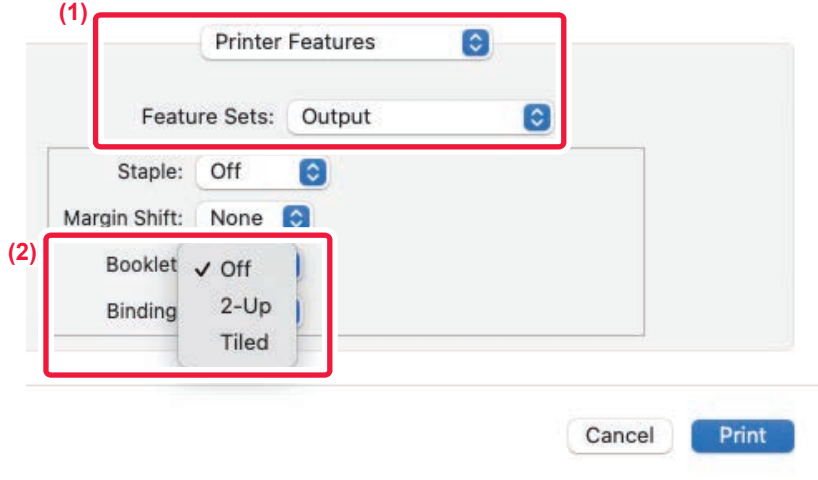 (1)
Printer Features
Feature Sets: Output
Staple: Off
Margin Shift: None
(2)
Booklet ✓ Off
2-Up
Binding
Tiled
Cancel Print